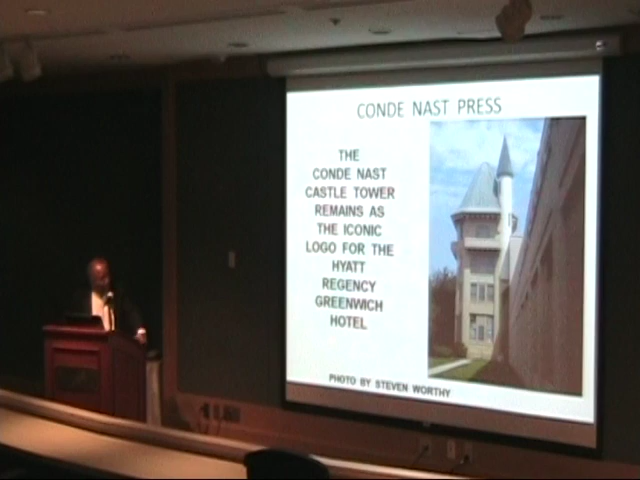 CONDE NAST PRESS
THE
CONDE NAST
CASTLE TOWER
REMAINS AS
THE ICONIC
LOGO FOR THE
HYATT
REGENCY
GREENWICH
HOTEL
PHOTO BY STEVEN WORTHY